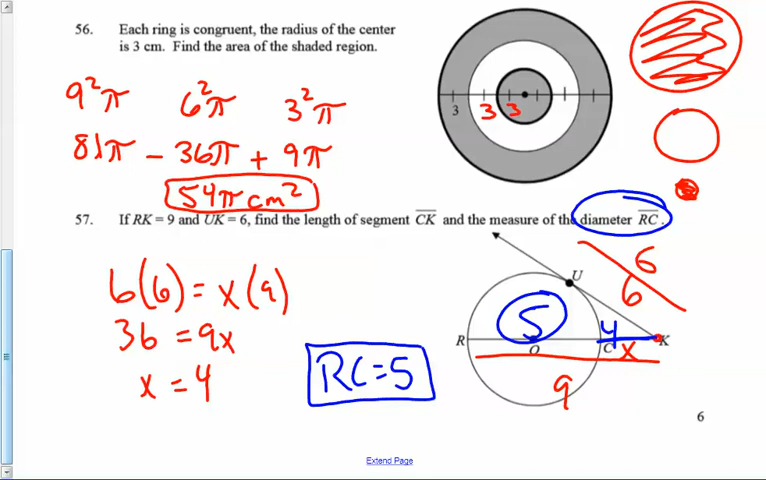 56. Each ring is congruent, the radius of the center
is 3 cm. Find the area of the shaded region.
9²π 6²π 3²π
81π - 36π + 9π
54π cm²
3 3 3
57. If RK = 9 and UK = 6, find the length of segment CK and the measure of the diameter RC.
6(6) = x(9)
36 = 9x
x = 4
RC = 5
U
6
6
5
4
R
O
C
x
K
9
6
Extend Page